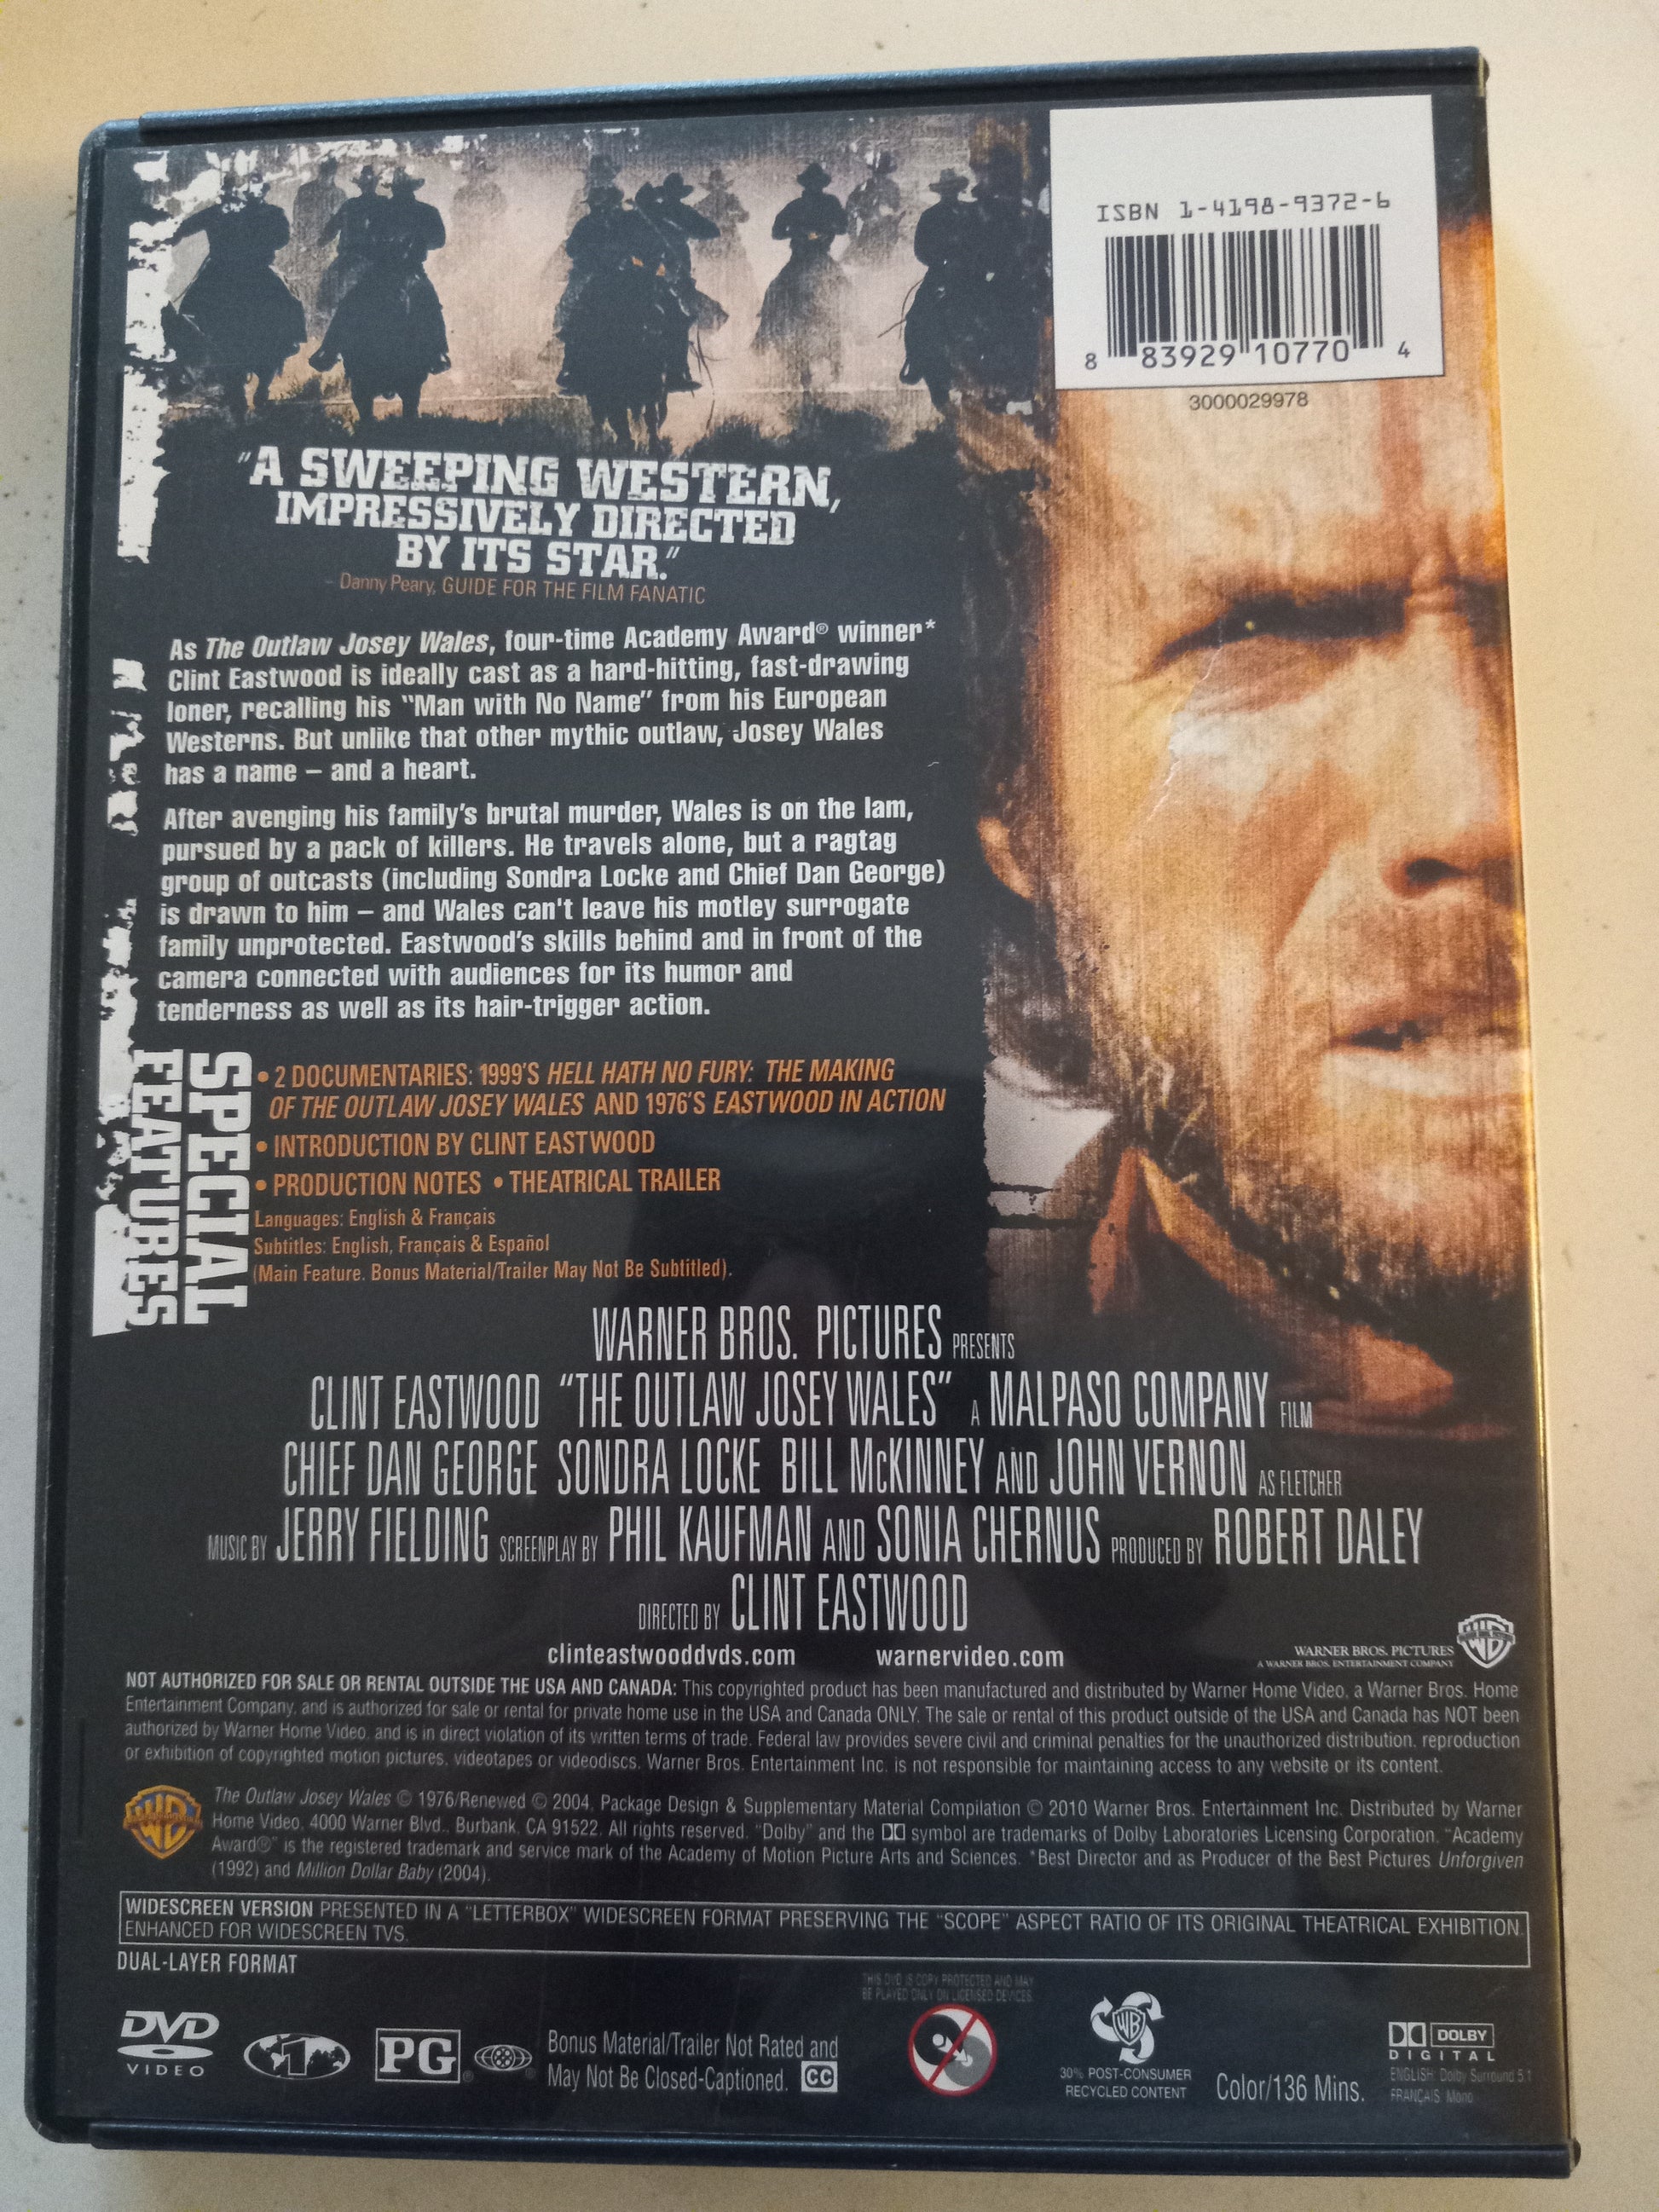 ISBN 1-4198-9372-6
8 83929 10770 4
3000029978
"A SWEEPING WESTERN,
IMPRESSIVELY DIRECTED
BY ITS STAR."
– Danny Peary, GUIDE FOR THE FILM FANATIC
As The Outlaw Josey Wales, four-time Academy Award® winner*
Clint Eastwood is ideally cast as a hard-hitting, fast-drawing
loner, recalling his "Man with No Name" from his European
Westerns. But unlike that other mythic outlaw, Josey Wales
has a name – and a heart.
After avenging his family's brutal murder, Wales is on the lam,
pursued by a pack of killers. He travels alone, but a ragtag
group of outcasts (including Sondra Locke and Chief Dan George)
is drawn to him – and Wales can't leave his motley surrogate
family unprotected. Eastwood's skills behind and in front of the
camera connected with audiences for its humor and
tenderness as well as its hair-trigger action.
SPECIAL
FEATURES
• 2 DOCUMENTARIES: 1999'S HELL HATH NO FURY: THE MAKING
OF THE OUTLAW JOSEY WALES AND 1976'S EASTWOOD IN ACTION
• INTRODUCTION BY CLINT EASTWOOD
• PRODUCTION NOTES • THEATRICAL TRAILER
Languages: English & Français
Subtitles: English, Français & Español
(Main Feature. Bonus Material/Trailer May Not Be Subtitled).
WARNER BROS. PICTURES PRESENTS
CLINT EASTWOOD "THE OUTLAW JOSEY WALES" A MALPASO COMPANY FILM
CHIEF DAN GEORGE SONDRA LOCKE BILL McKINNEY AND JOHN VERNON AS FLETCHER
MUSIC BY JERRY FIELDING SCREENPLAY BY PHIL KAUFMAN AND SONIA CHERNUS PRODUCED BY ROBERT DALEY
DIRECTED BY CLINT EASTWOOD
clinteastwooddvds.com warnervideo.com
WB
WARNER BROS. PICTURES
A WARNER BROS. ENTERTAINMENT COMPANY
NOT AUTHORIZED FOR SALE OR RENTAL OUTSIDE THE USA AND CANADA: This copyrighted product has been manufactured and distributed by Warner Home Video, a Warner Bros. Home
Entertainment Company, and is authorized for sale or rental for private home use in the USA and Canada ONLY. The sale or rental of this product outside of the USA and Canada has NOT been
authorized by Warner Home Video, and is in direct violation of its written terms of trade. Federal law provides severe civil and criminal penalties for the unauthorized distribution, reproduction
or exhibition of copyrighted motion pictures, videotapes or videodiscs. Warner Bros. Entertainment Inc. is not responsible for maintaining access to any website or its content.
WB
The Outlaw Josey Wales © 1976/Renewed © 2004. Package Design & Supplementary Material Compilation © 2010 Warner Bros. Entertainment Inc. Distributed by Warner
Home Video, 4000 Warner Blvd., Burbank, CA 91522. All rights reserved. "Dolby" and the DD symbol are trademarks of Dolby Laboratories Licensing Corporation. "Academy
Award®" is the registered trademark and service mark of the Academy of Motion Picture Arts and Sciences. *Best Director and as Producer of the Best Pictures Unforgiven
(1992) and Million Dollar Baby (2004).
WIDESCREEN VERSION PRESENTED IN A "LETTERBOX" WIDESCREEN FORMAT PRESERVING THE "SCOPE" ASPECT RATIO OF ITS ORIGINAL THEATRICAL EXHIBITION.
ENHANCED FOR WIDESCREEN TVS.
DUAL-LAYER FORMAT
DVD
VIDEO
1
PG
Bonus Material/Trailer Not Rated and
May Not Be Closed-Captioned. CC
THIS DVD IS COPY PROTECTED AND MAY
BE PLAYED ONLY ON LICENSED DEVICES.
WB
30% POST-CONSUMER
RECYCLED CONTENT
Color/136 Mins.
DOLBY
DIGITAL
ENGLISH: Dolby Surround 5.1
FRANÇAIS: Mono